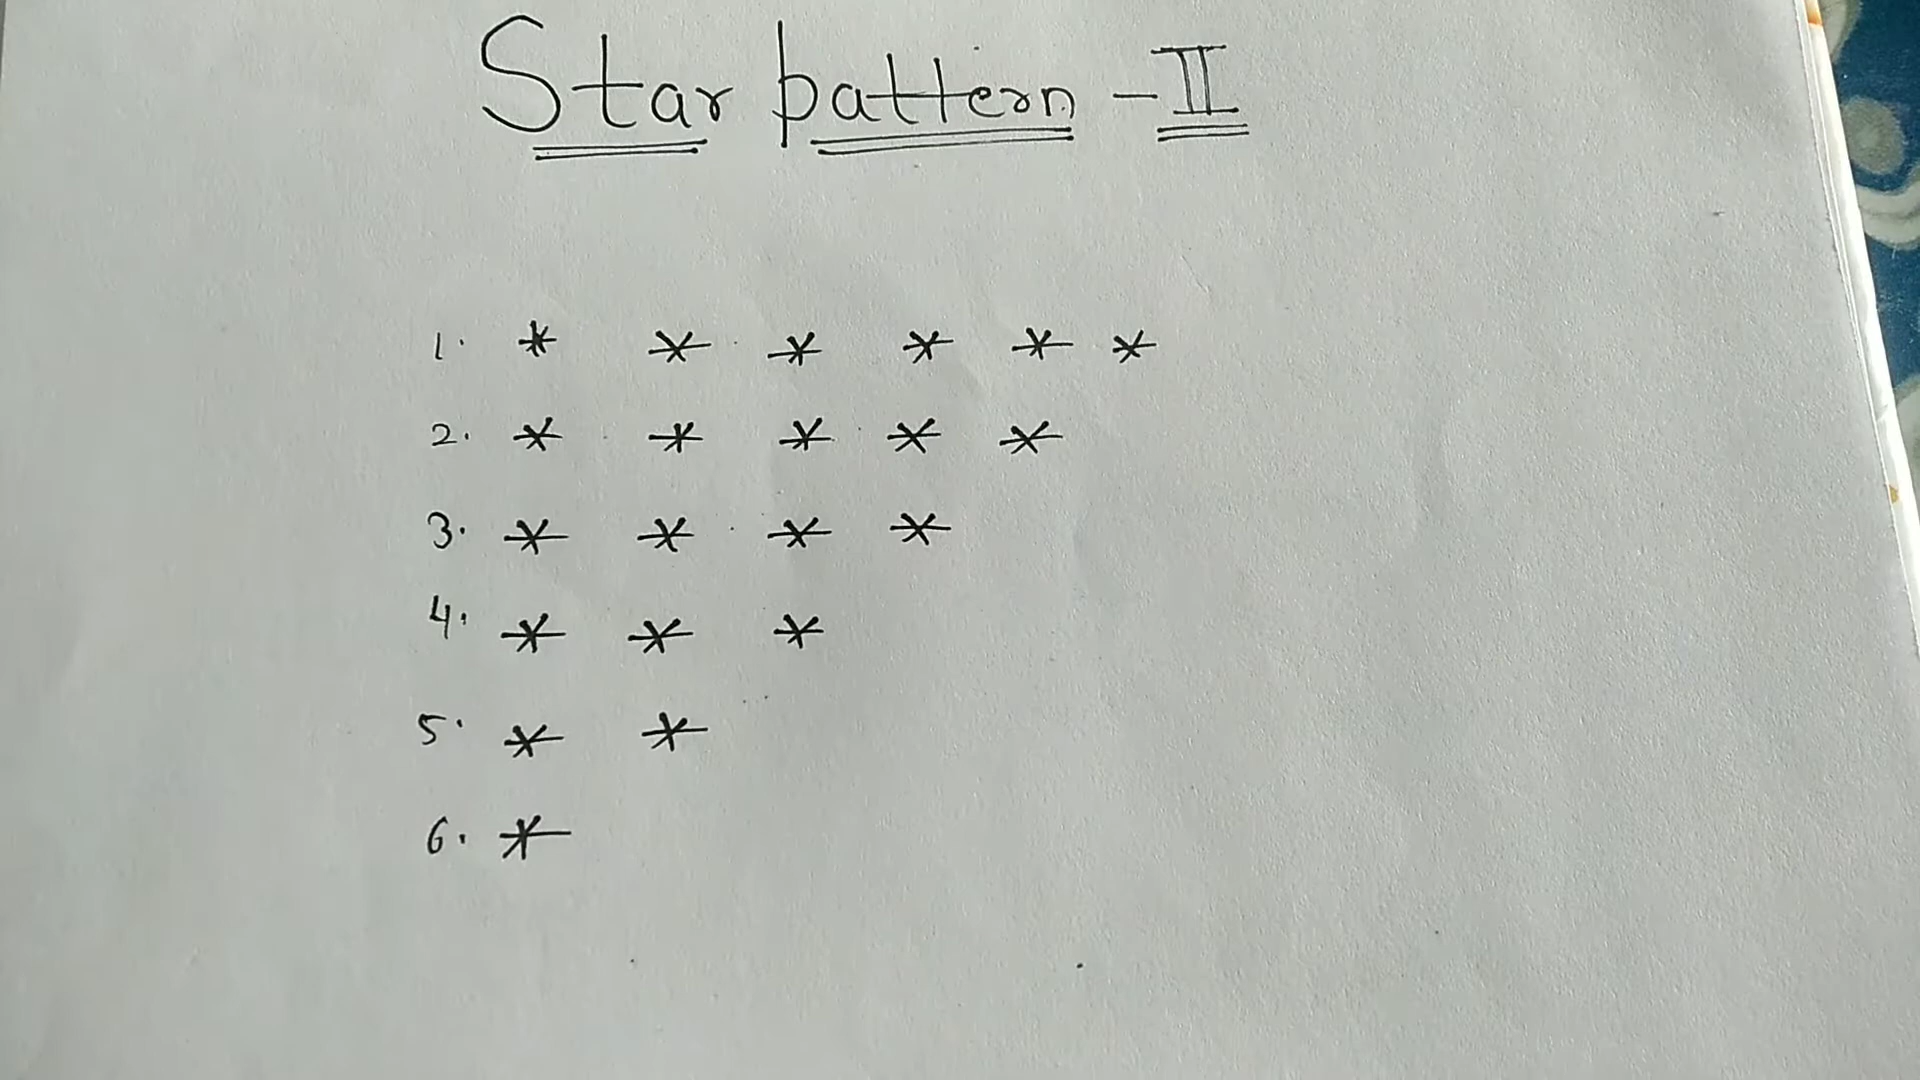 Star pattern - II
1. * * * * * *
2. * * * * *
3. * * * *
4. * * *
5. * *
6. *